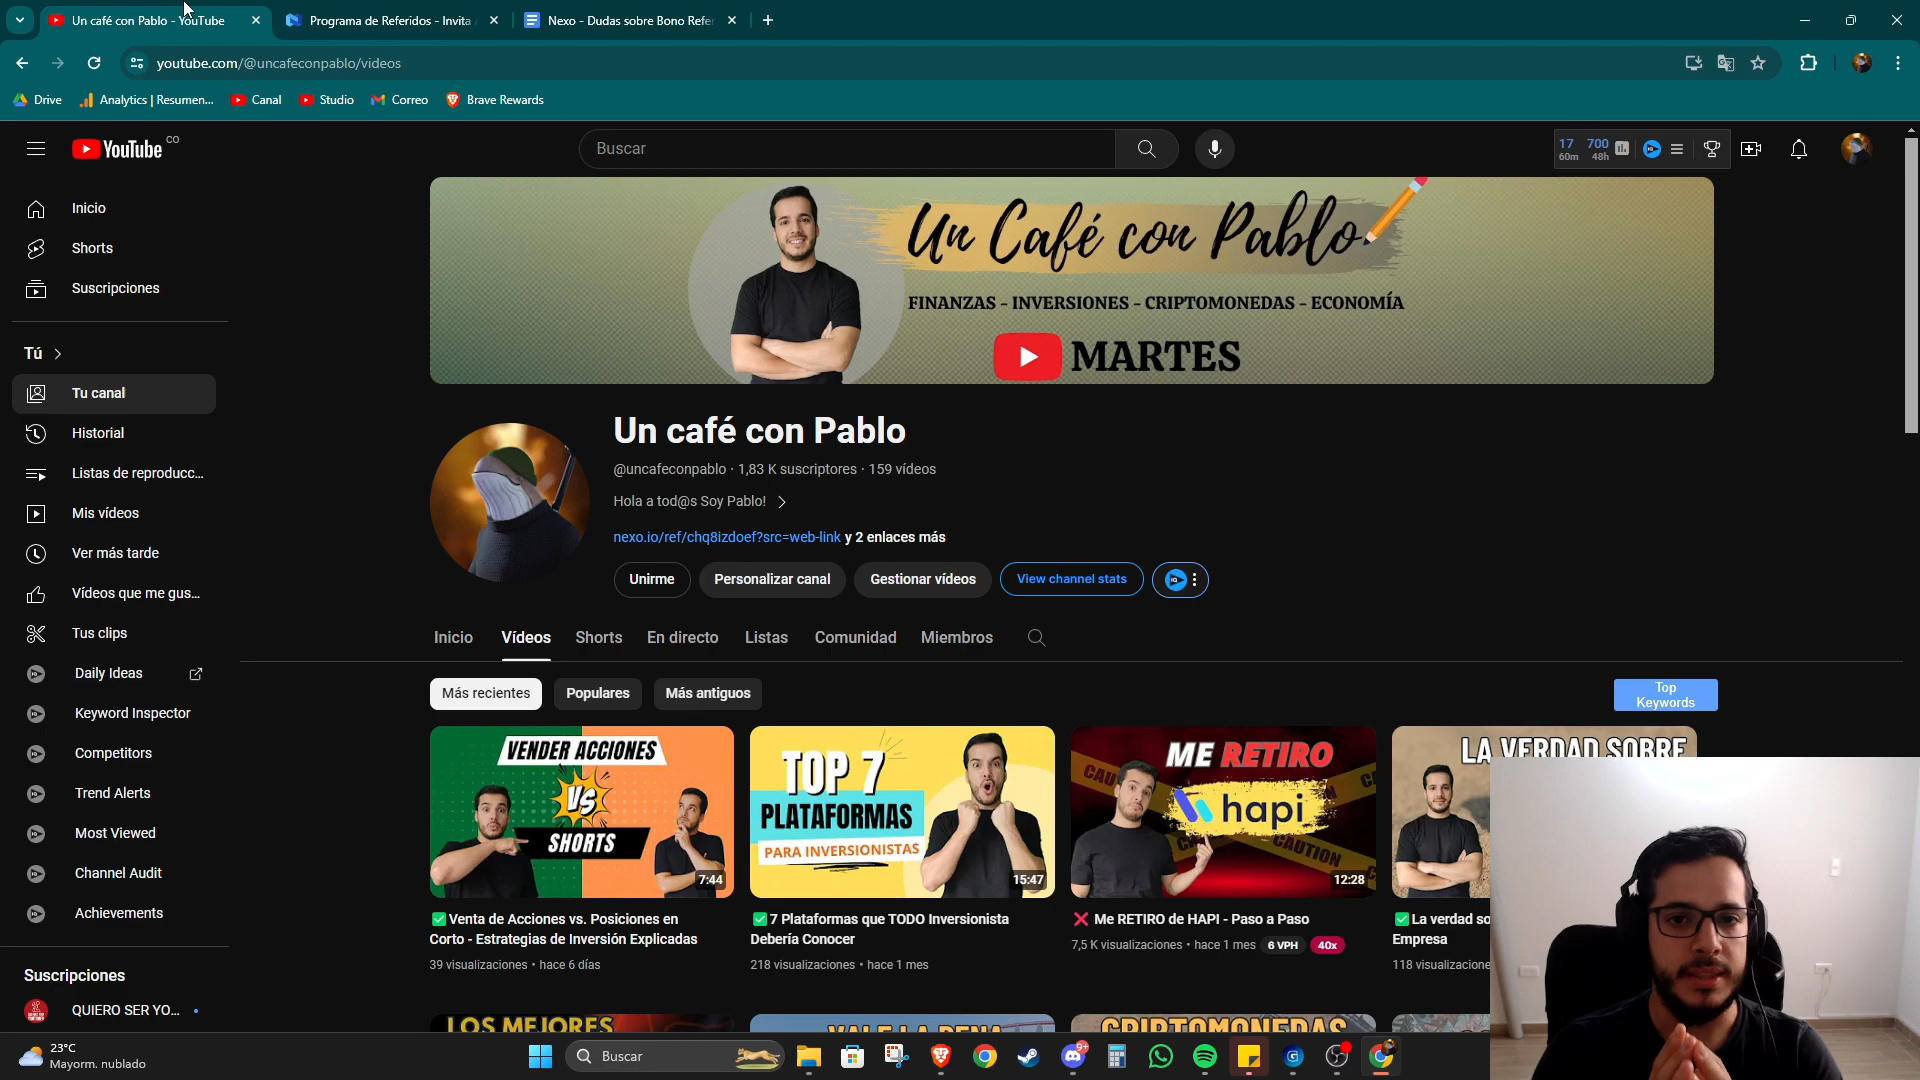 Un café con Pablo - YouTube
Programa de Referidos - Invita
Nexo - Dudas sobre Bono Refe
youtube.com/@uncafeconpablo/videos
Drive
Analytics | Resumen...
Canal
Studio
Correo
Brave Rewards
YouTube CO
Buscar
17 60m
700 48h
Inicio
Shorts
Suscripciones
Tú
Tu canal
Historial
Listas de reproducc...
Mis vídeos
Ver más tarde
Vídeos que me gus...
Tus clips
Daily Ideas
Keyword Inspector
Competitors
Trend Alerts
Most Viewed
Channel Audit
Achievements
Suscripciones
QUIERO SER YO...
Un Café con Pablo
FINANZAS - INVERSIONES - CRIPTOMONEDAS - ECONOMÍA
MARTES
Un café con Pablo
@uncafeconpablo · 1,83 K suscriptores · 159 vídeos
Hola a tod@s Soy Pablo!
nexo.io/ref/chq8izdoef?src=web-link y 2 enlaces más
Unirme
Personalizar canal
Gestionar vídeos
View channel stats
Inicio
Vídeos
Shorts
En directo
Listas
Comunidad
Miembros
Más recientes
Populares
Más antiguos
Top
Keywords
VENDER ACCIONES
VS
SHORTS
7:44
✅Venta de Acciones vs. Posiciones en
Corto - Estrategias de Inversión Explicadas
39 visualizaciones · hace 6 días
TOP 7
PLATAFORMAS
PARA INVERSIONISTAS
15:47
✅7 Plataformas que TODO Inversionista
Debería Conocer
218 visualizaciones · hace 1 mes
ME RETIRO
hapi
CAUTION
12:28
❌ Me RETIRO de HAPI - Paso a Paso
7,5 K visualizaciones · hace 1 mes 6 VPH 40x
LA VERDAD SOBRE
✅La verdad so
Empresa
118 visualizacione
LOS MEJORES
VALE LA PENA
CRIPTOMONEDAS
23°C
Mayorm. nublado
Buscar
9+